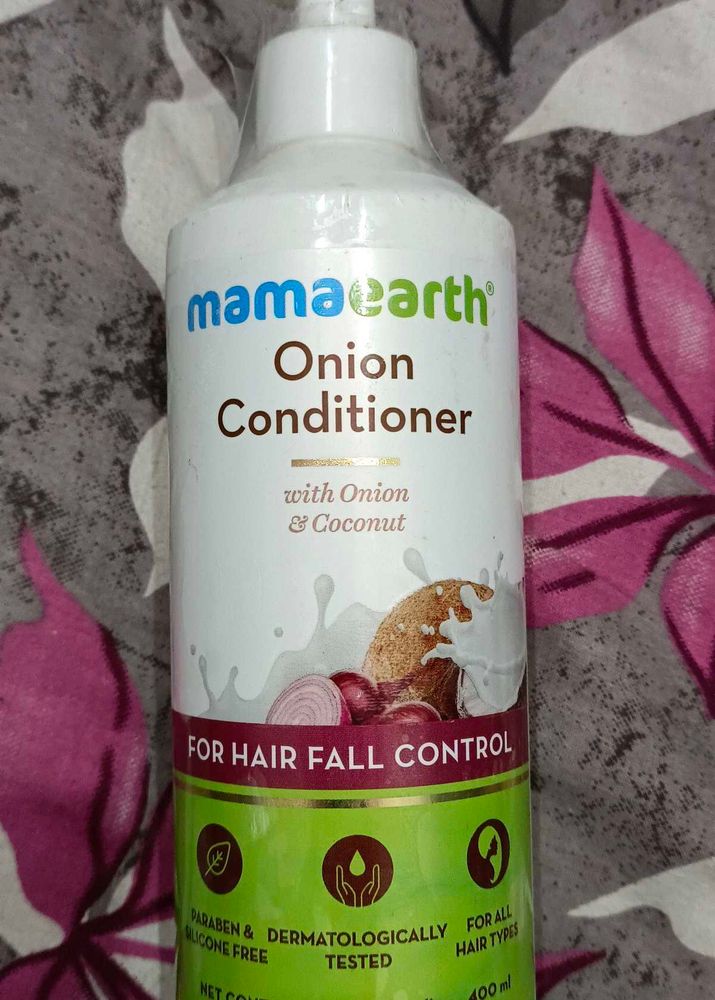 mamaearth®
Onion
Conditioner
with Onion
& Coconut
FOR HAIR FALL CONTROL
PARABEN &
SILICONE FREE
DERMATOLOGICALLY
TESTED
FOR ALL
HAIR TYPES
NET 400 ml